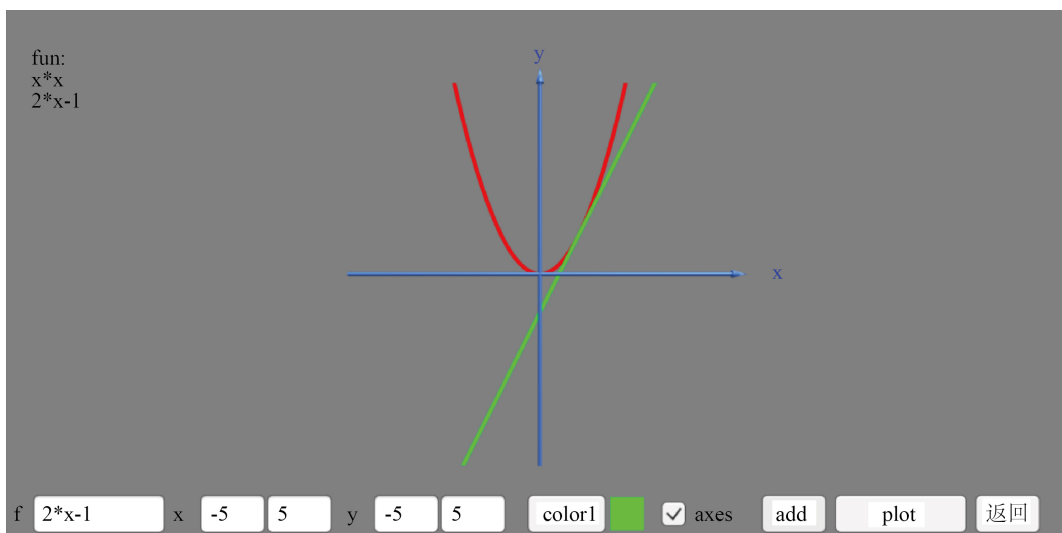 fun:
x*x
2*x-1
y
x
f 2*x-1 x -5 5 y -5 5 color1 axes add plot 返回